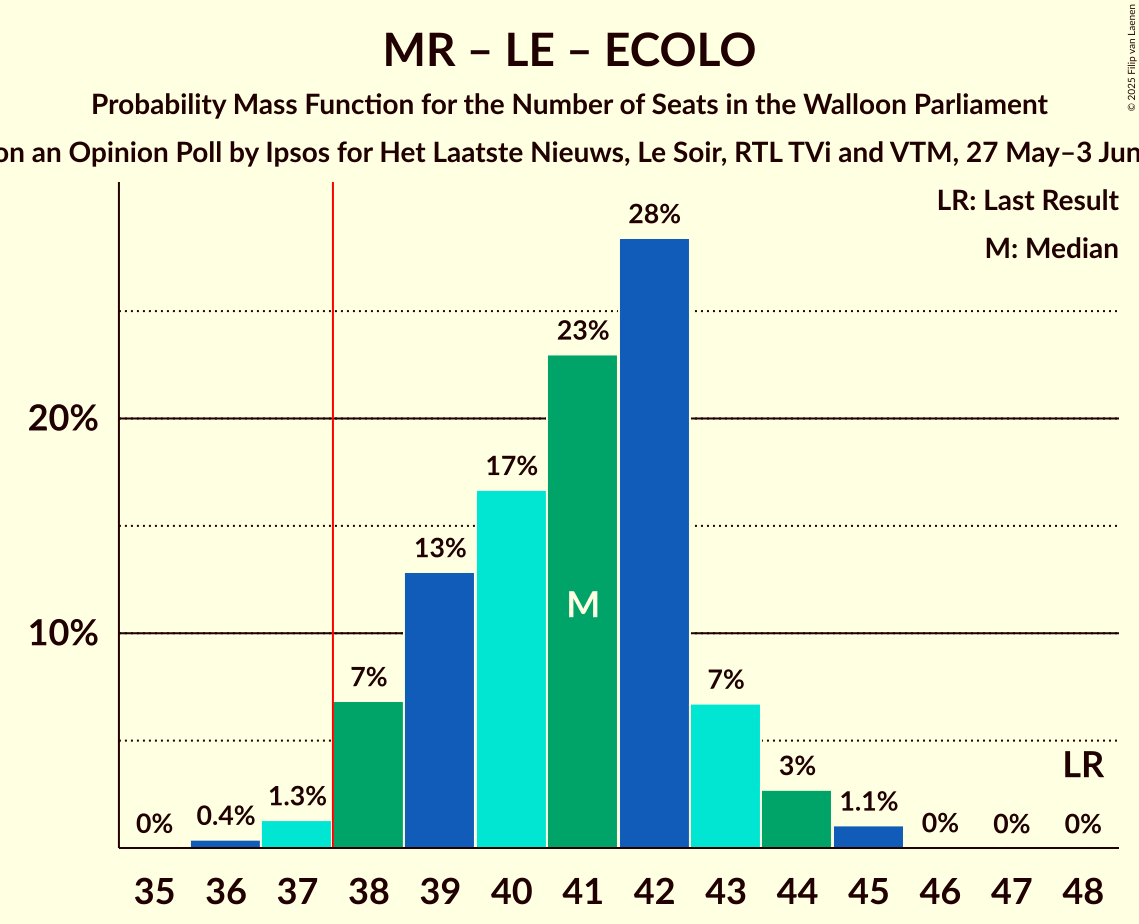 MR – LE – ECOLO
Probability Mass Function for the Number of Seats in the Walloon Parliament
on an Opinion Poll by Ipsos for Het Laatste Nieuws, Le Soir, RTL TVi and VTM, 27 May–3 Jun
© 2025 Filip van Laenen
LR: Last Result
M: Median
28%
23%
20%
17%
13%
M
10%
7%
7%
LR
3%
1.3%
1.1%
0.4%
0%
0%
0%
0%
35 36 37 38 39 40 41 42 43 44 45 46 47 48